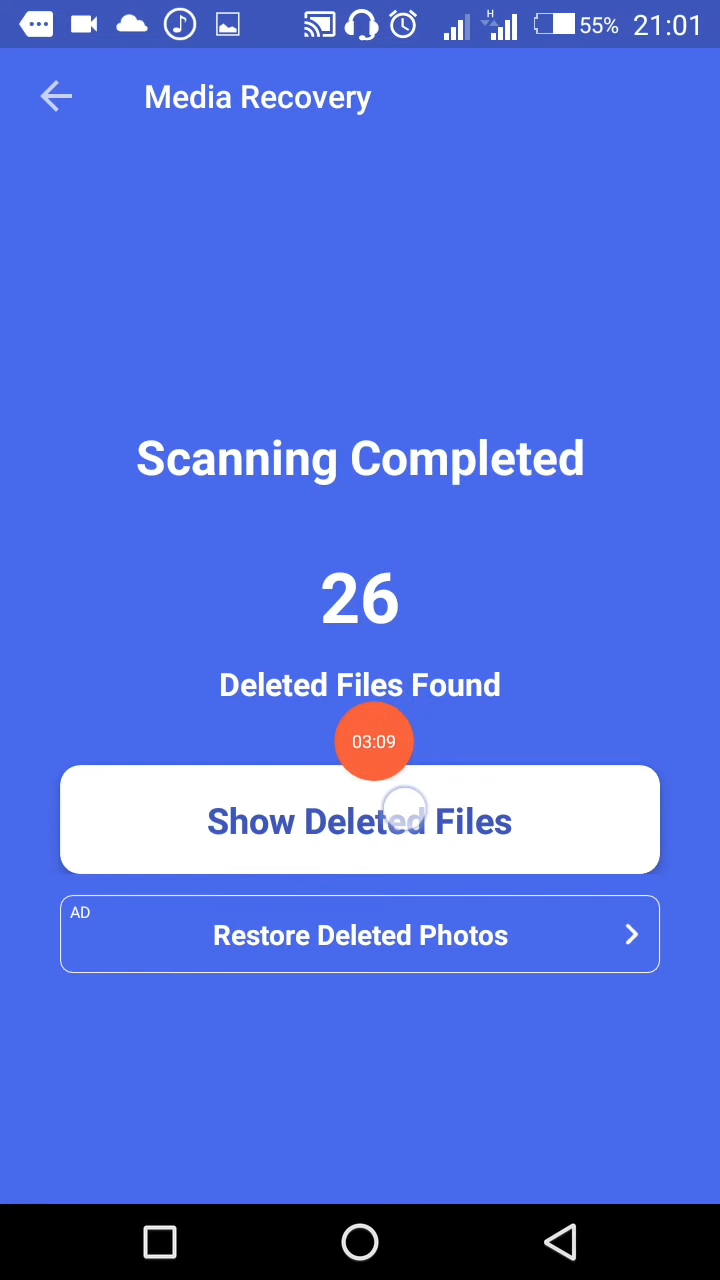 H
55% 21:01
Media Recovery
Scanning Completed
26
Deleted Files Found
03:09
Show Deleted Files
AD
Restore Deleted Photos